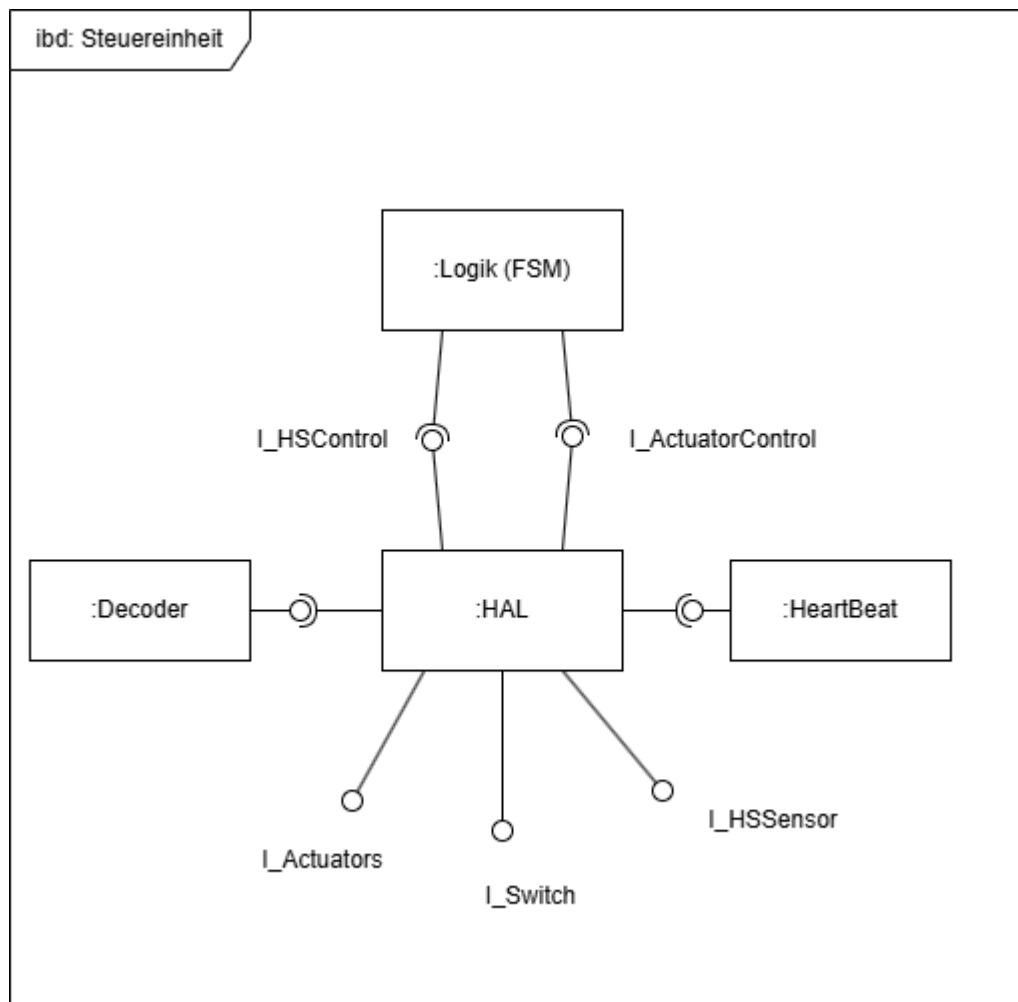 ibd: Steuereinheit
:Logik (FSM)
I_HSControl
I_ActuatorControl
:Decoder
:HAL
:HeartBeat
I_HSSensor
I_Actuators
I_Switch